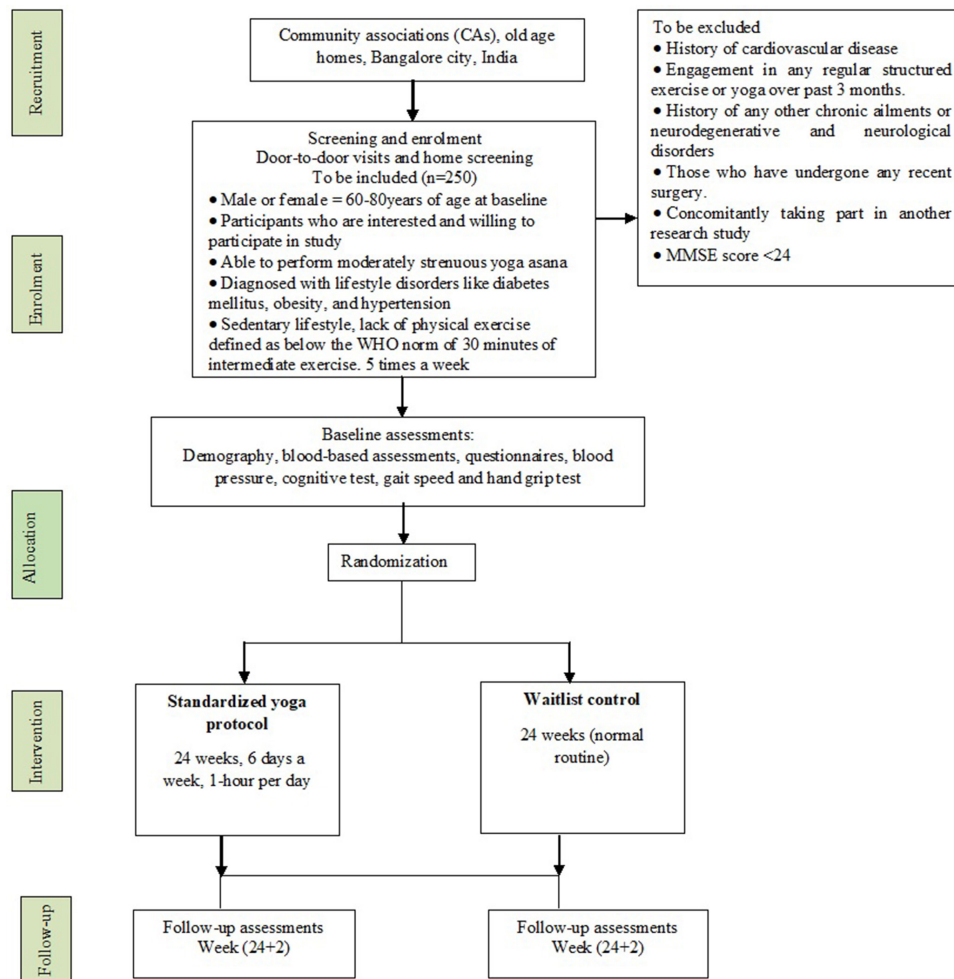 Recruitment
Community associations (CAs), old age
homes, Bangalore city, India
To be excluded
● History of cardiovascular disease
● Engagement in any regular structured
exercise or yoga over past 3 months.
● History of any other chronic ailments or
neurodegenerative and neurological
disorders
● Those who have undergone any recent
surgery.
● Concomitantly taking part in another
research study
● MMSE score <24
Enrolment
Screening and enrolment
Door-to-door visits and home screening
To be included (n=250)
● Male or female = 60-80years of age at baseline
● Participants who are interested and willing to
participate in study
● Able to perform moderately strenuous yoga asana
● Diagnosed with lifestyle disorders like diabetes
mellitus, obesity, and hypertension
● Sedentary lifestyle, lack of physical exercise
defined as below the WHO norm of 30 minutes of
intermediate exercise. 5 times a week
Baseline assessments:
Demography, blood-based assessments, questionnaires, blood
pressure, cognitive test, gait speed and hand grip test
Allocation
Randomization
Intervention
Standardized yoga
protocol
24 weeks, 6 days a
week, 1-hour per day
Waitlist control
24 weeks (normal
routine)
Follow-up
Follow-up assessments
Week (24+2)
Follow-up assessments
Week (24+2)